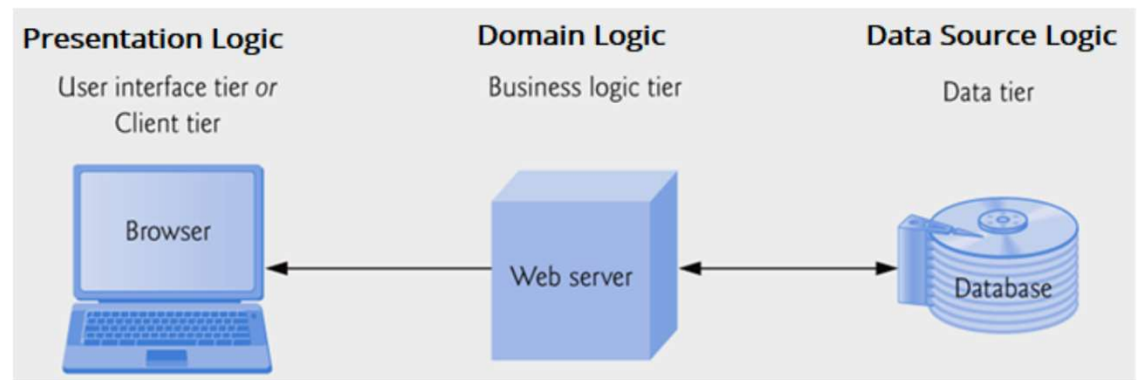 Presentation Logic
User interface tier or
Client tier
Browser
Domain Logic
Business logic tier
Web server
Data Source Logic
Data tier
Database